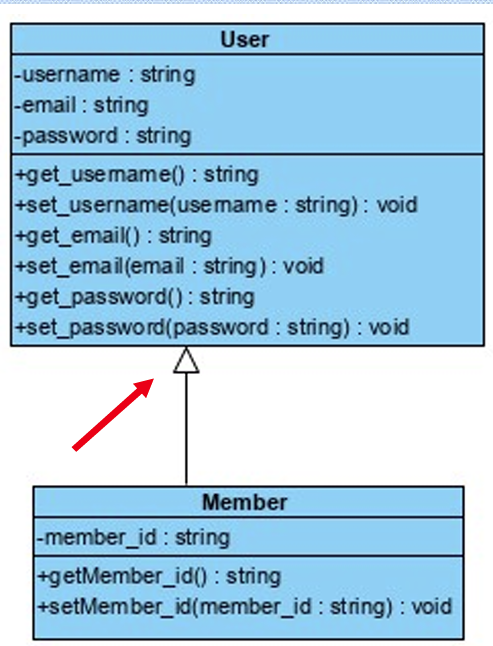 User
-username : string
-email : string
-password : string
+get_username() : string
+set_username(username : string) : void
+get_email() : string
+set_email(email : string) : void
+get_password() : string
+set_password(password : string) : void
Member
-member_id : string
+getMember_id() : string
+setMember_id(member_id : string) : void